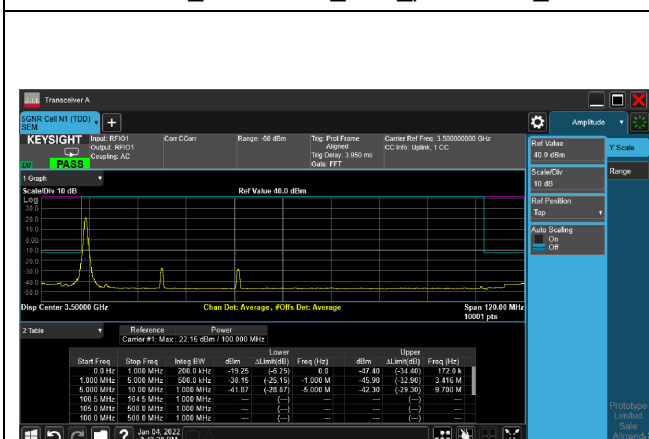 Transceiver A
5GNR Cell N1 (TDD)
SEM
+
Amplitude
KEYSIGHT
LXI
PASS
Input: RFIO1
Output: RFIO1
Coupling: AC
Corr CCorr
Range: -60 dBm
Trig: Prot Frame
Aligned
Trig Delay: 3.950 ms
Gate: FFT
Carrier Ref Freq: 3.500000000 GHz
CC Info: Uplink, 1 CC
Ref Value
40.0 dBm
Scale/Div
10 dB
Ref Position
Top
Auto Scaling
On
Off
Y Scale
Range
1 Graph
Scale/Div 10 dB
Ref Value 40.0 dBm
Log
30.0
20.0
10.0
0.00
-10.0
-20.0
-30.0
-40.0
-50.0
Disp Center 3.50000 GHz
Chan Det: Average, #Offs Det: Average
Span 120.00 MHz
10001 pts
2 Table
Reference Power
Carrier #1: Max 22.15 dBm / 100.000 MHz
Lower Upper
Start Freq Stop Freq Integ BW dBm ΔLimit(dB) Freq (Hz) dBm ΔLimit(dB) Freq (Hz)
0.0 Hz 1.000 MHz 200.0 kHz -19.25 (-6.25) 0.0 -47.40 (-34.40) 172.0 k
1.000 MHz 5.000 MHz 500.0 kHz -38.15 (-25.15) -1.000 M -45.90 (-32.90) 3.416 M
5.000 MHz 10.00 MHz 1.000 MHz -41.87 (-28.87) -5.000 M -42.30 (-29.30) 9.700 M
100.5 MHz 104.5 MHz 1.000 MHz --- (---) --- --- (---) ---
105.0 MHz 500.0 MHz 1.000 MHz --- (---) --- --- (---) ---
100.0 MHz 500.0 MHz 1.000 MHz --- (---) --- --- (---) ---
Prototype
Limited
Sale
Allowed
?
Jan 04, 2022